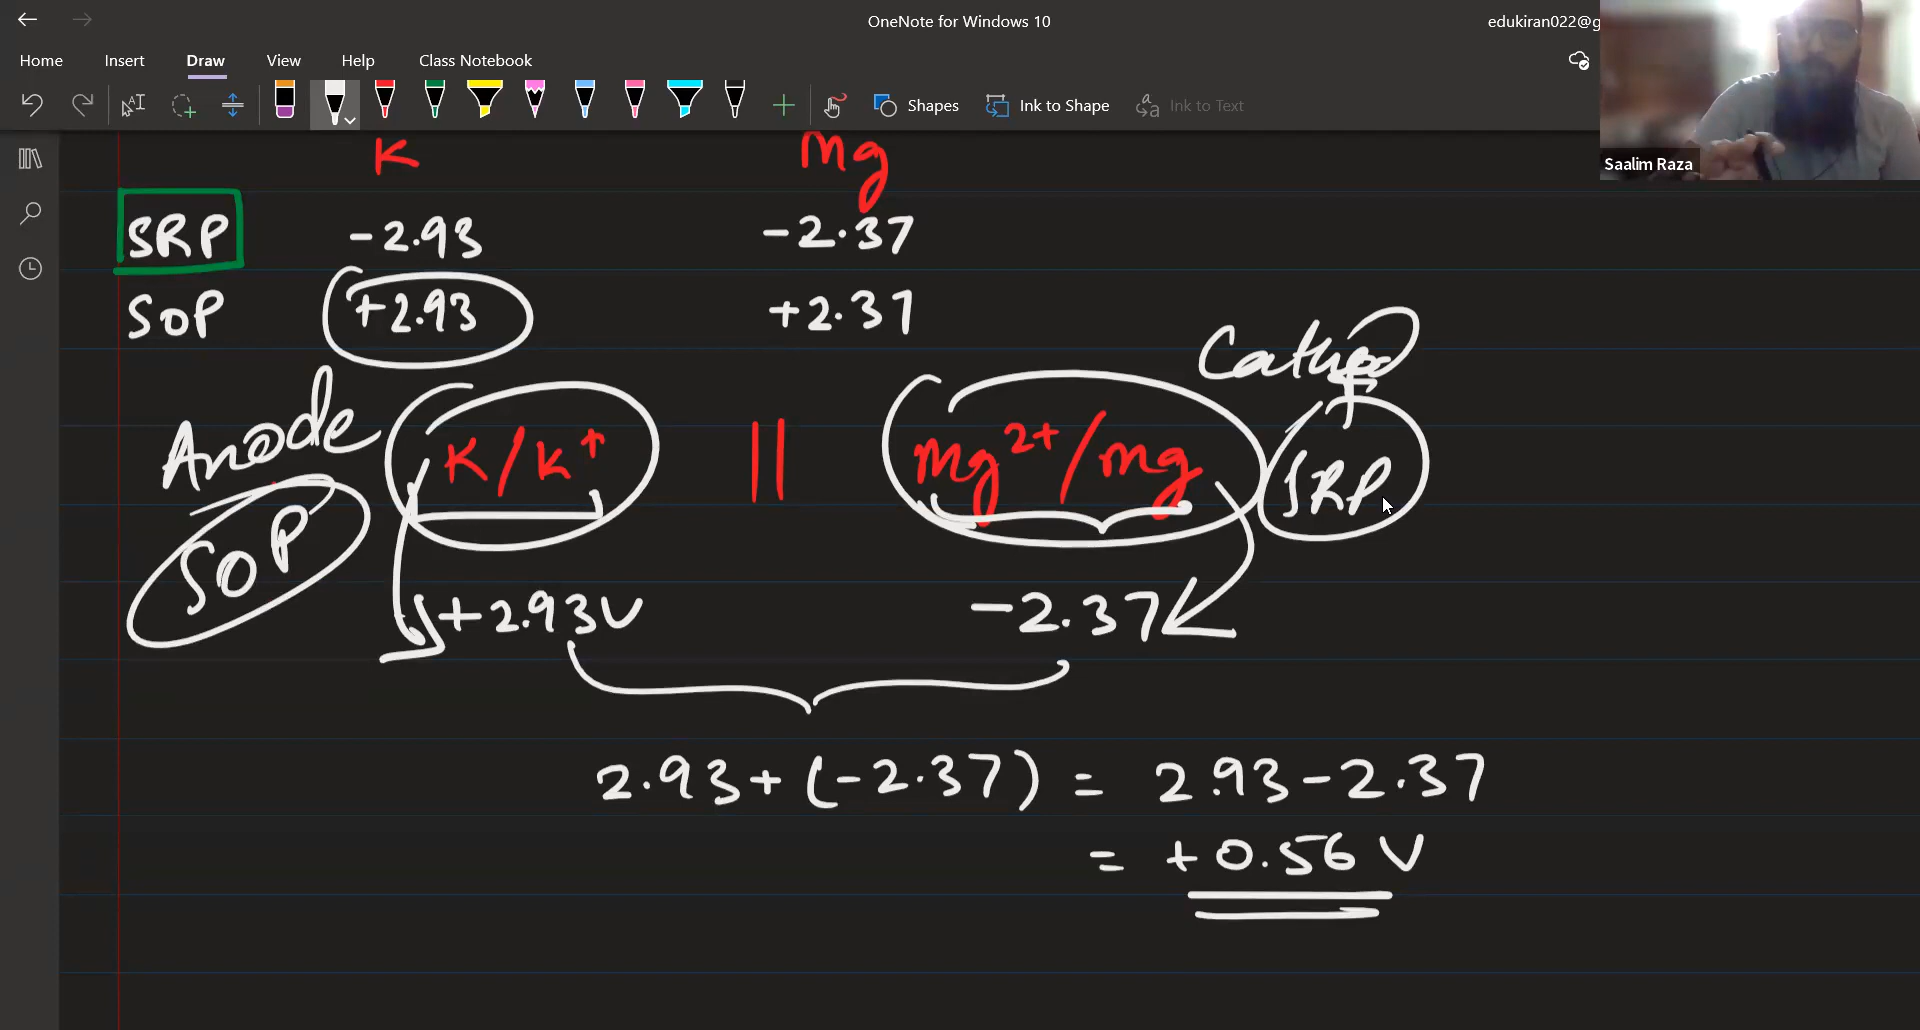 OneNote for Windows 10
edukiran022@g
Home Insert Draw View Help Class Notebook
Shapes Ink to Shape Ink to Text
Saalim Raza
K Mg
SRP -2.93 -2.37
SOP +2.93 +2.37
Anode K/K⁺ || Mg²⁺/Mg SRP
SOP
+2.93V -2.37
2.93+(-2.37) = 2.93-2.37
= +0.56 V